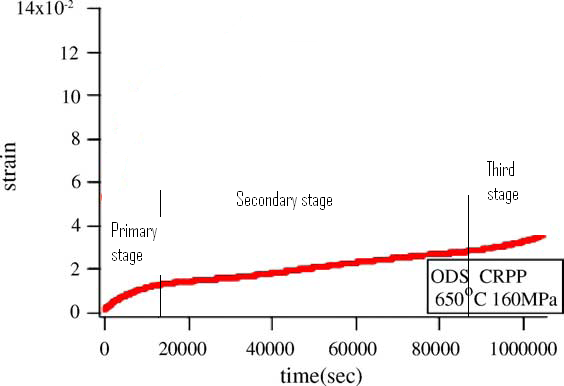 14x10-2
12
10
8
6
4
2
0
strain
Primary
stage
Secondary stage
Third
stage
ODS CRPP
650°C 160MPa
0
20000
40000
60000
80000
1000000
time(sec)